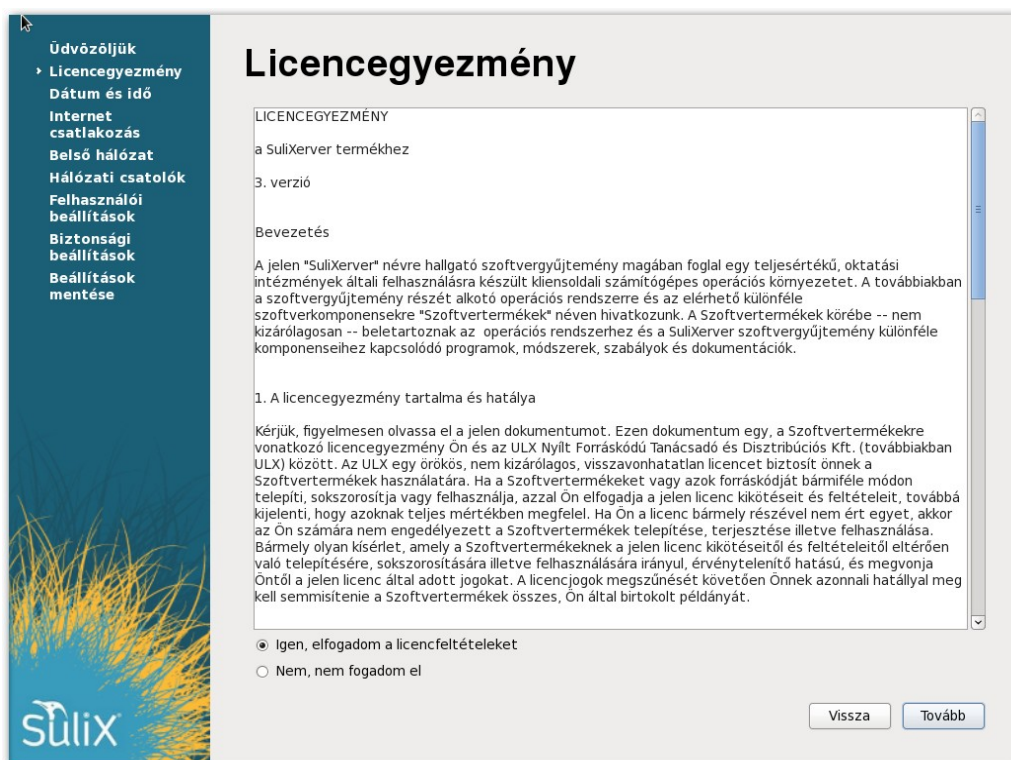 Üdvözöljük
Licencegyezmény
Dátum és idő
Internet
csatlakozás
Belső hálózat
Hálózati csatolók
Felhasználói
beállítások
Biztonsági
beállítások
Beállítások
mentése
SuliX
Licencegyezmény
LICENCEGYEZMÉNY
a SuliXerver termékhez
3. verzió
Bevezetés
A jelen "SuliXerver" névre hallgató szoftvergyűjtemény magában foglal egy teljesértékű, oktatási
intézmények általi felhasználásra készült kliensoldali számítógépes operációs környezetet. A továbbiakban
a szoftvergyűjtemény részét alkotó operációs rendszerre és az elérhető különféle
szoftverkomponensekre "Szoftvertermékek" néven hivatkozunk. A Szoftvertermékek körébe -- nem
kizárólagosan -- beletartoznak az  operációs rendszerhez és a SuliXerver szoftvergyűjtemény különféle
komponenseihez kapcsolódó programok, módszerek, szabályok és dokumentációk.
1. A licencegyezmény tartalma és hatálya
Kérjük, figyelmesen olvassa el a jelen dokumentumot. Ezen dokumentum egy, a Szoftvertermékekre
vonatkozó licencegyezmény Ön és az ULX Nyílt Forráskódú Tanácsadó és Disztribúciós Kft. (továbbiakban
ULX) között. Az ULX egy örökös, nem kizárólagos, visszavonhatatlan licencet biztosít önnek a
Szoftvertermékek használatára. Ha a Szoftvertermékeket vagy azok forráskódját bármiféle módon
telepíti, sokszorosítja vagy felhasználja, azzal Ön elfogadja a jelen licenc kikötéseit és feltételeit, továbbá
kijelenti, hogy azoknak teljes mértékben megfelel. Ha Ön a licenc bármely részével nem ért egyet, akkor
az Ön számára nem engedélyezett a Szoftvertermékek telepítése, terjesztése illetve felhasználása.
Bármely olyan kísérlet, amely a Szoftvertermékeknek a jelen licenc kikötéseitől és feltételeitől eltérően
való telepítésére, sokszorosítására illetve felhasználására irányul, érvénytelenítő hatású, és megvonja
Öntől a jelen licenc által adott jogokat. A licencjogok megszűnését követően Önnek azonnali hatállyal meg
kell semmisítenie a Szoftvertermékek összes, Ön által birtokolt példányát.
Igen, elfogadom a licencfeltételeket
Nem, nem fogadom el
Vissza
Tovább